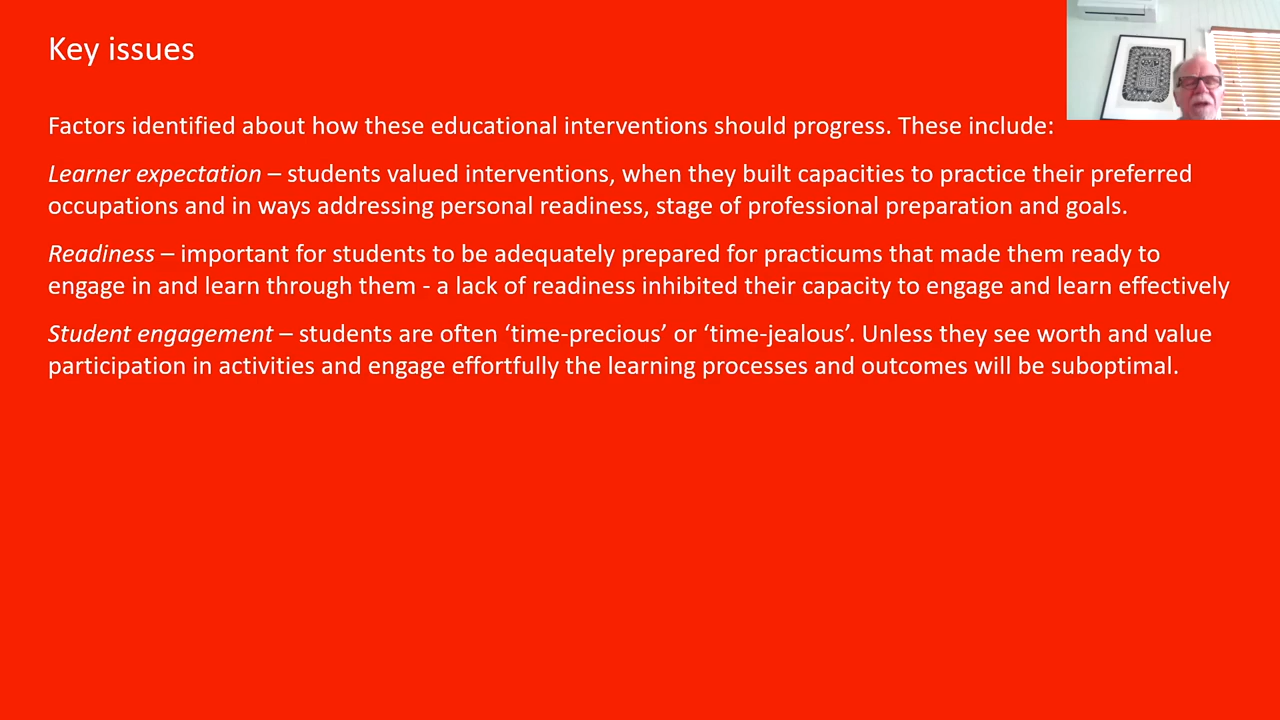 Key issues
Factors identified about how these educational interventions should progress. These include:
Learner expectation – students valued interventions, when they built capacities to practice their preferred
occupations and in ways addressing personal readiness, stage of professional preparation and goals.
Readiness – important for students to be adequately prepared for practicums that made them ready to
engage in and learn through them - a lack of readiness inhibited their capacity to engage and learn effectively
Student engagement – students are often ‘time-precious’ or ‘time-jealous’. Unless they see worth and value
participation in activities and engage effortfully the learning processes and outcomes will be suboptimal.